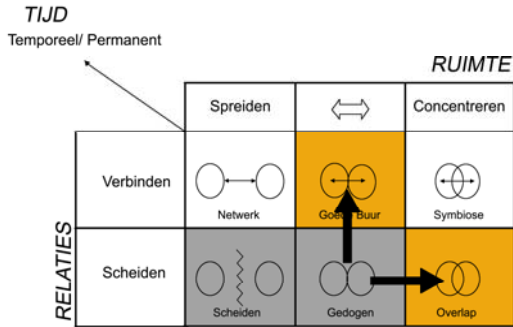 TIJD
Temporeel/ Permanent
RUIMTE
Spreiden
Concentreren
RELATIES
Verbinden
Netwerk
Goede Buur
Symbiose
Scheiden
Scheiden
Gedogen
Overlap